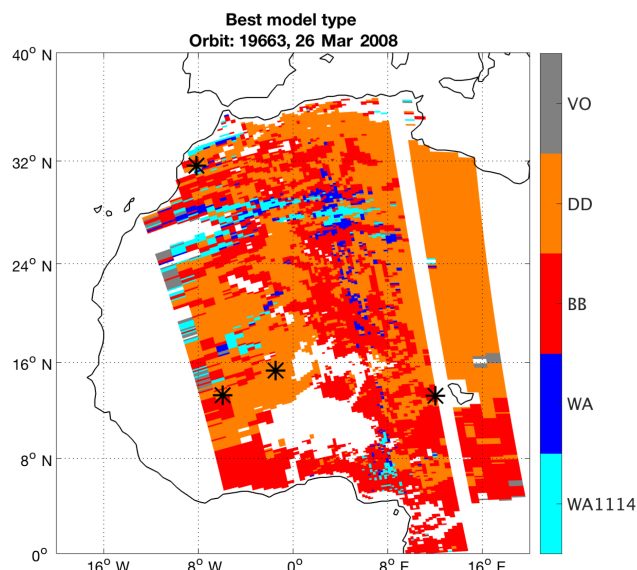 Best model type
Orbit: 19663, 26 Mar 2008
40° N
32° N
24° N
16° N
8° N
0°
16° W
8° W
0°
8° E
16° E
VO
DD
BB
WA
WA1114